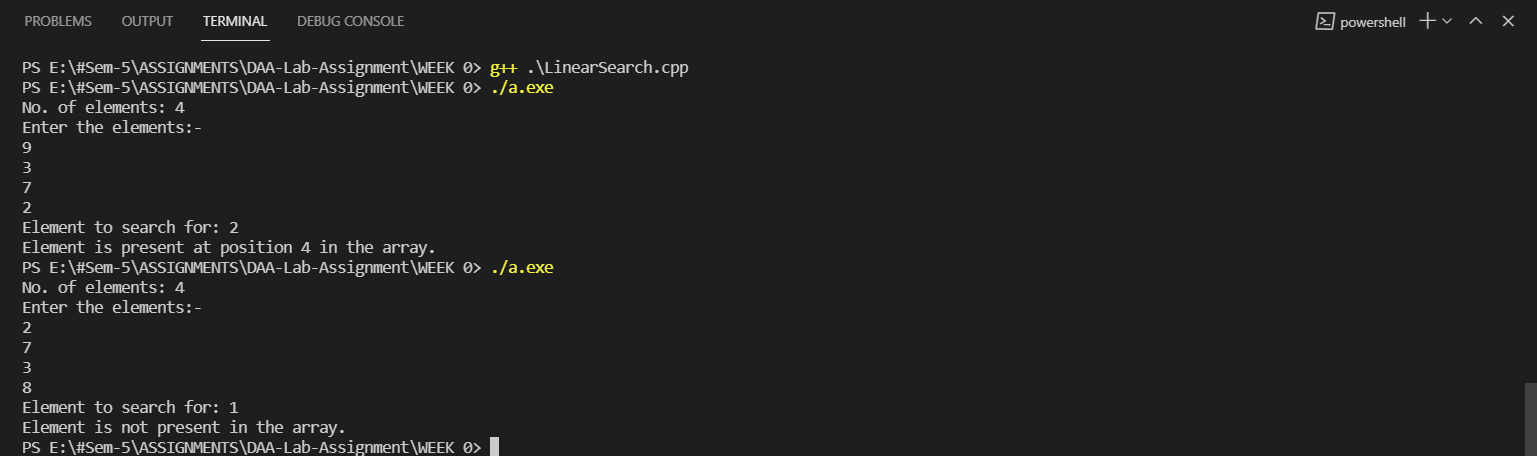 PROBLEMS OUTPUT TERMINAL DEBUG CONSOLE powershell
PS E:\#Sem-5\ASSIGNMENTS\DAA-Lab-Assignment\WEEK 0> g++ .\LinearSearch.cpp
PS E:\#Sem-5\ASSIGNMENTS\DAA-Lab-Assignment\WEEK 0> ./a.exe
No. of elements: 4
Enter the elements:-
9
3
7
2
Element to search for: 2
Element is present at position 4 in the array.
PS E:\#Sem-5\ASSIGNMENTS\DAA-Lab-Assignment\WEEK 0> ./a.exe
No. of elements: 4
Enter the elements:-
2
7
3
8
Element to search for: 1
Element is not present in the array.
PS E:\#Sem-5\ASSIGNMENTS\DAA-Lab-Assignment\WEEK 0>